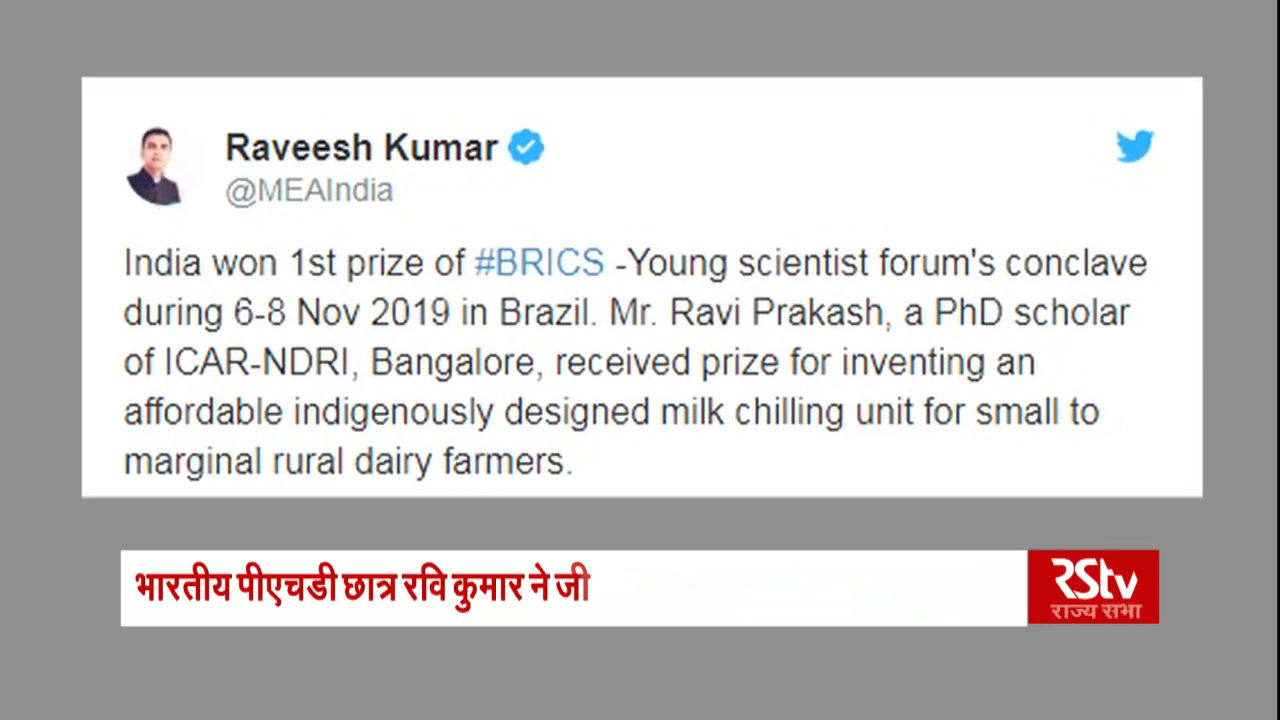 Raveesh Kumar
@MEAIndia
India won 1st prize of #BRICS -Young scientist forum's conclave
during 6-8 Nov 2019 in Brazil. Mr. Ravi Prakash, a PhD scholar
of ICAR-NDRI, Bangalore, received prize for inventing an
affordable indigenously designed milk chilling unit for small to
marginal rural dairy farmers.
भारतीय पीएचडी छात्र रवि कुमार ने जी
RStv
राज्य सभा